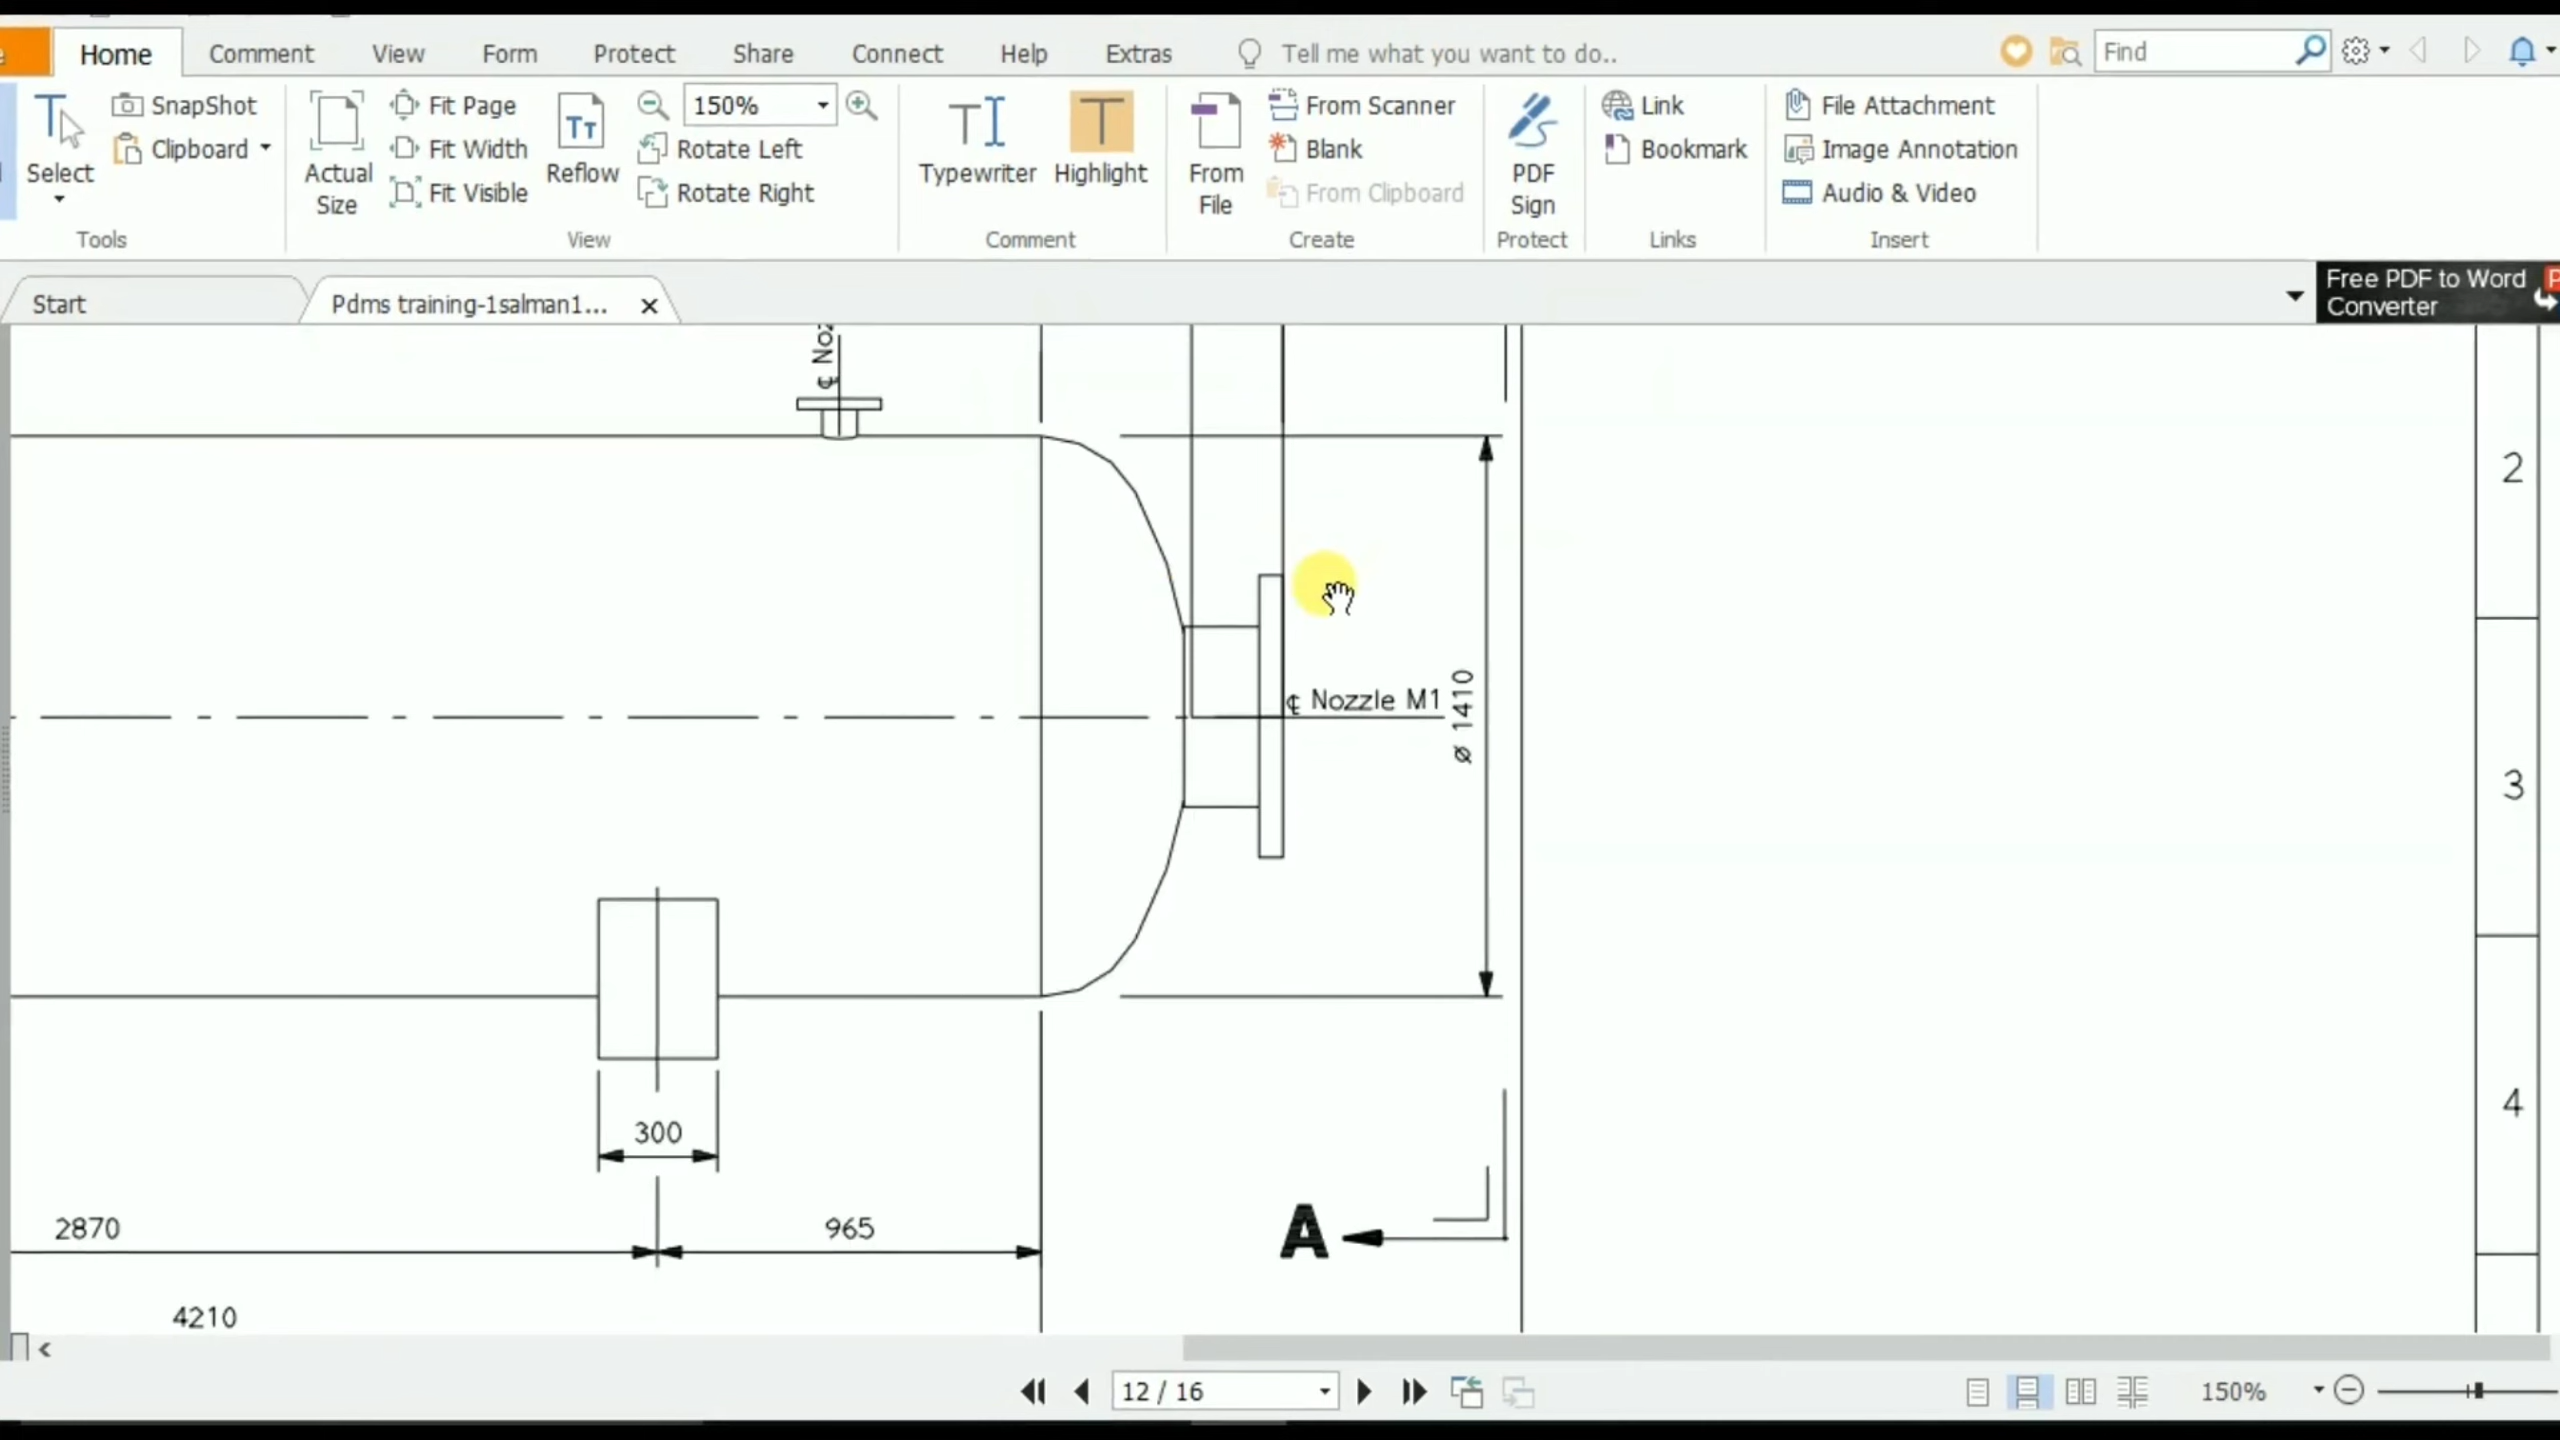 Home Comment View Form Protect Share Connect Help Extras Tell me what you want to do.. Find
Select
SnapShot
Clipboard
Tools
Actual
Size
Fit Page
Fit Width
Fit Visible
Reflow
150%
Rotate Left
Rotate Right
View
Typewriter
Highlight
Comment
From
File
From Scanner
Blank
From Clipboard
Create
PDF
Sign
Protect
Link
Bookmark
Links
File Attachment
Image Annotation
Audio & Video
Insert
Start
Pdms training-1salman1...
Free PDF to Word
Converter
2
℄ Nozzle M1
ø 1410
3
300
4
2870
965
A
4210
12 / 16
150%